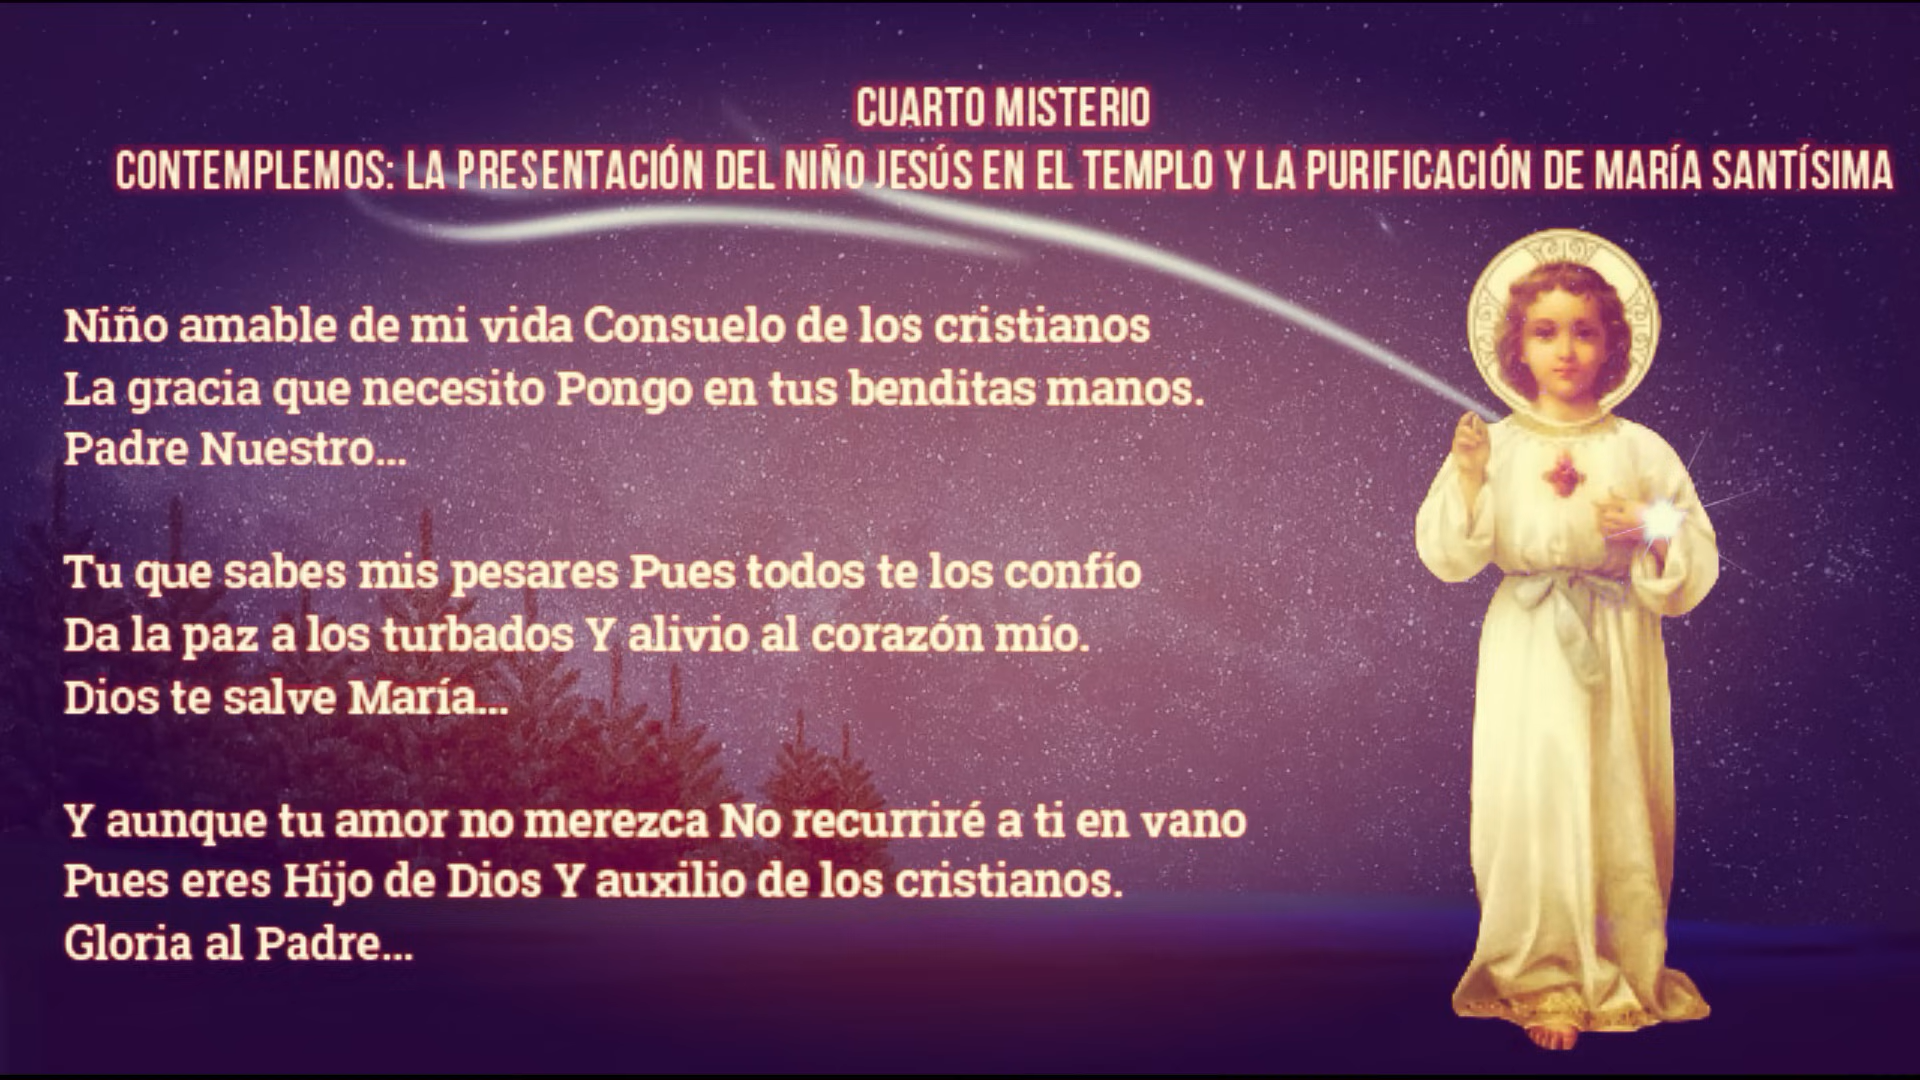 CUARTO MISTERIO
CONTEMPLEMOS: LA PRESENTACIÓN DEL NIÑO JESÚS EN EL TEMPLO Y LA PURIFICACIÓN DE MARÍA SANTÍSIMA
Niño amable de mi vida Consuelo de los cristianos
La gracia que necesito Pongo en tus benditas manos.
Padre Nuestro...
Tu que sabes mis pesares Pues todos te los confío
Da la paz a los turbados Y alivio al corazón mío.
Dios te salve María...
Y aunque tu amor no merezca No recurriré a ti en vano
Pues eres Hijo de Dios Y auxilio de los cristianos.
Gloria al Padre...